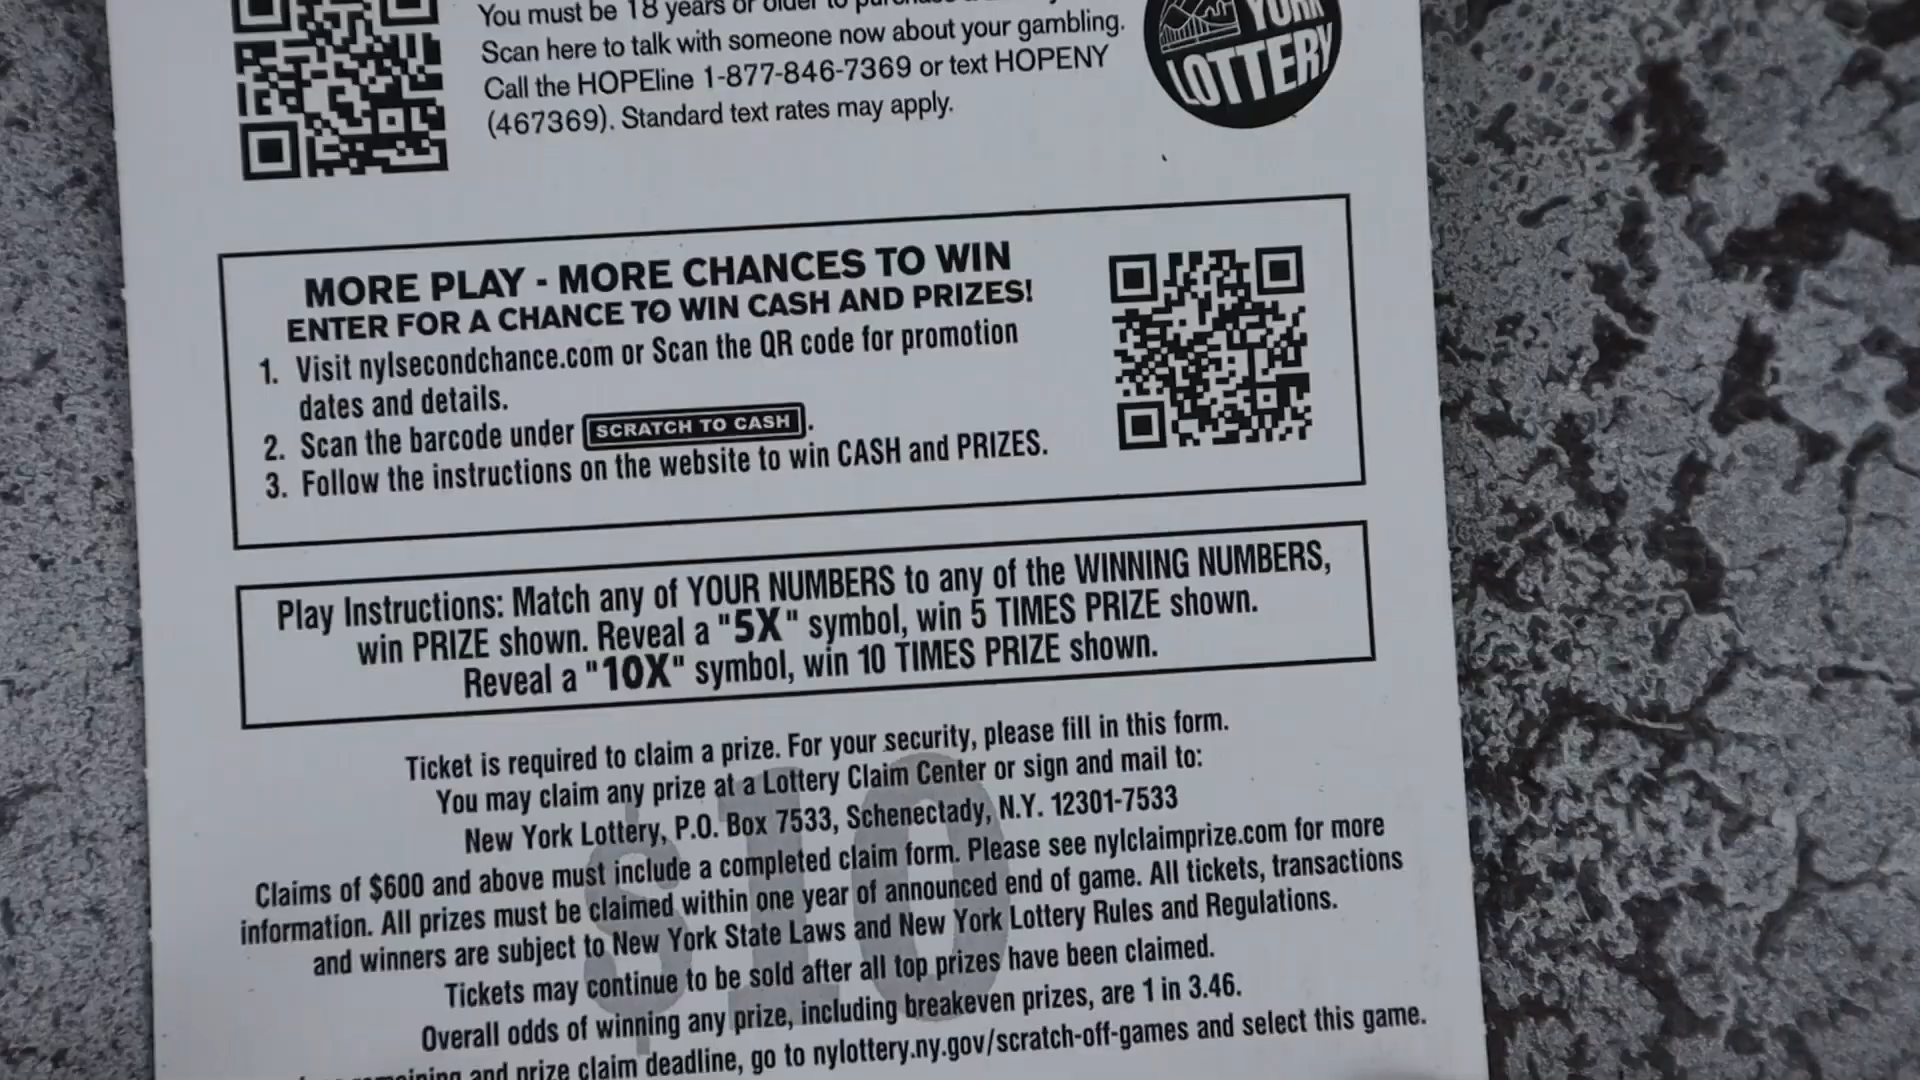 You must be 18 years or older to
Scan here to talk with someone now about your gambling.
Call the HOPEline 1-877-846-7369 or text HOPENY
(467369). Standard text rates may apply.
YORK
LOTTERY
MORE PLAY - MORE CHANCES TO WIN
ENTER FOR A CHANCE TO WIN CASH AND PRIZES!
1. Visit nylsecondchance.com or Scan the QR code for promotion
dates and details.
2. Scan the barcode under SCRATCH TO CASH.
3. Follow the instructions on the website to win CASH and PRIZES.
Play Instructions: Match any of YOUR NUMBERS to any of the WINNING NUMBERS,
win PRIZE shown. Reveal a "5X" symbol, win 5 TIMES PRIZE shown.
Reveal a "10X" symbol, win 10 TIMES PRIZE shown.
$10
Ticket is required to claim a prize. For your security, please fill in this form.
You may claim any prize at a Lottery Claim Center or sign and mail to:
New York Lottery, P.O. Box 7533, Schenectady, N.Y. 12301-7533
Claims of $600 and above must include a completed claim form. Please see nylclaimprize.com for more
information. All prizes must be claimed within one year of announced end of game. All tickets, transactions
and winners are subject to New York State Laws and New York Lottery Rules and Regulations.
Tickets may continue to be sold after all top prizes have been claimed.
Overall odds of winning any prize, including breakeven prizes, are 1 in 3.46.
and prize claim deadline, go to nylottery.ny.gov/scratch-off-games and select this game.